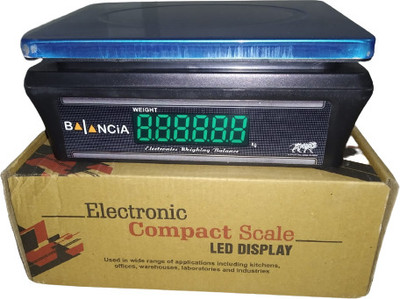 WEIGHT
BALANCiA
888888
kg
Electronics Weighing Balance
Electronic
Compact Scale
LED DISPLAY
Used in wide range of applications including kitchens,
offices, warehouses, laboratories and industries